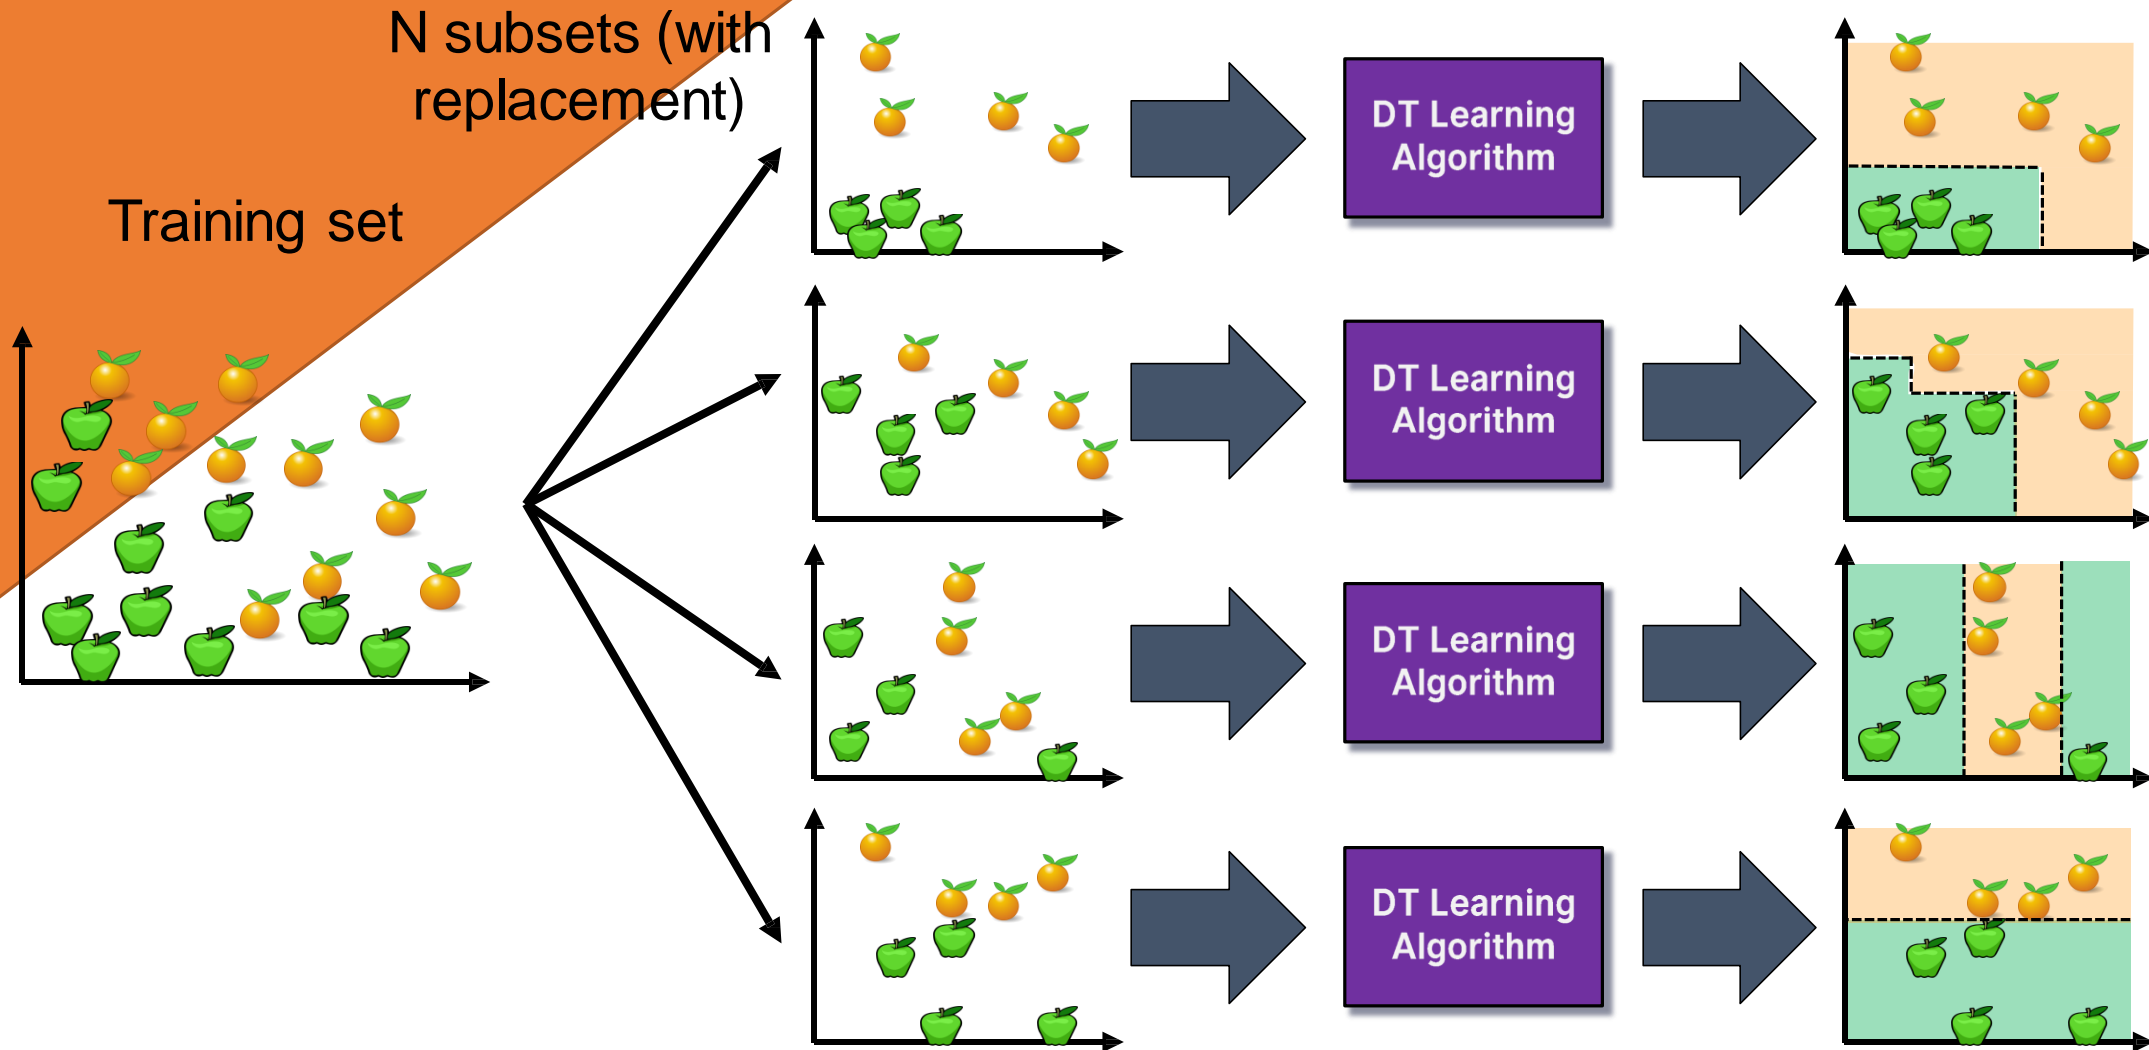 N subsets (with
replacement)
Training set
DT Learning
Algorithm
DT Learning
Algorithm
DT Learning
Algorithm
DT Learning
Algorithm